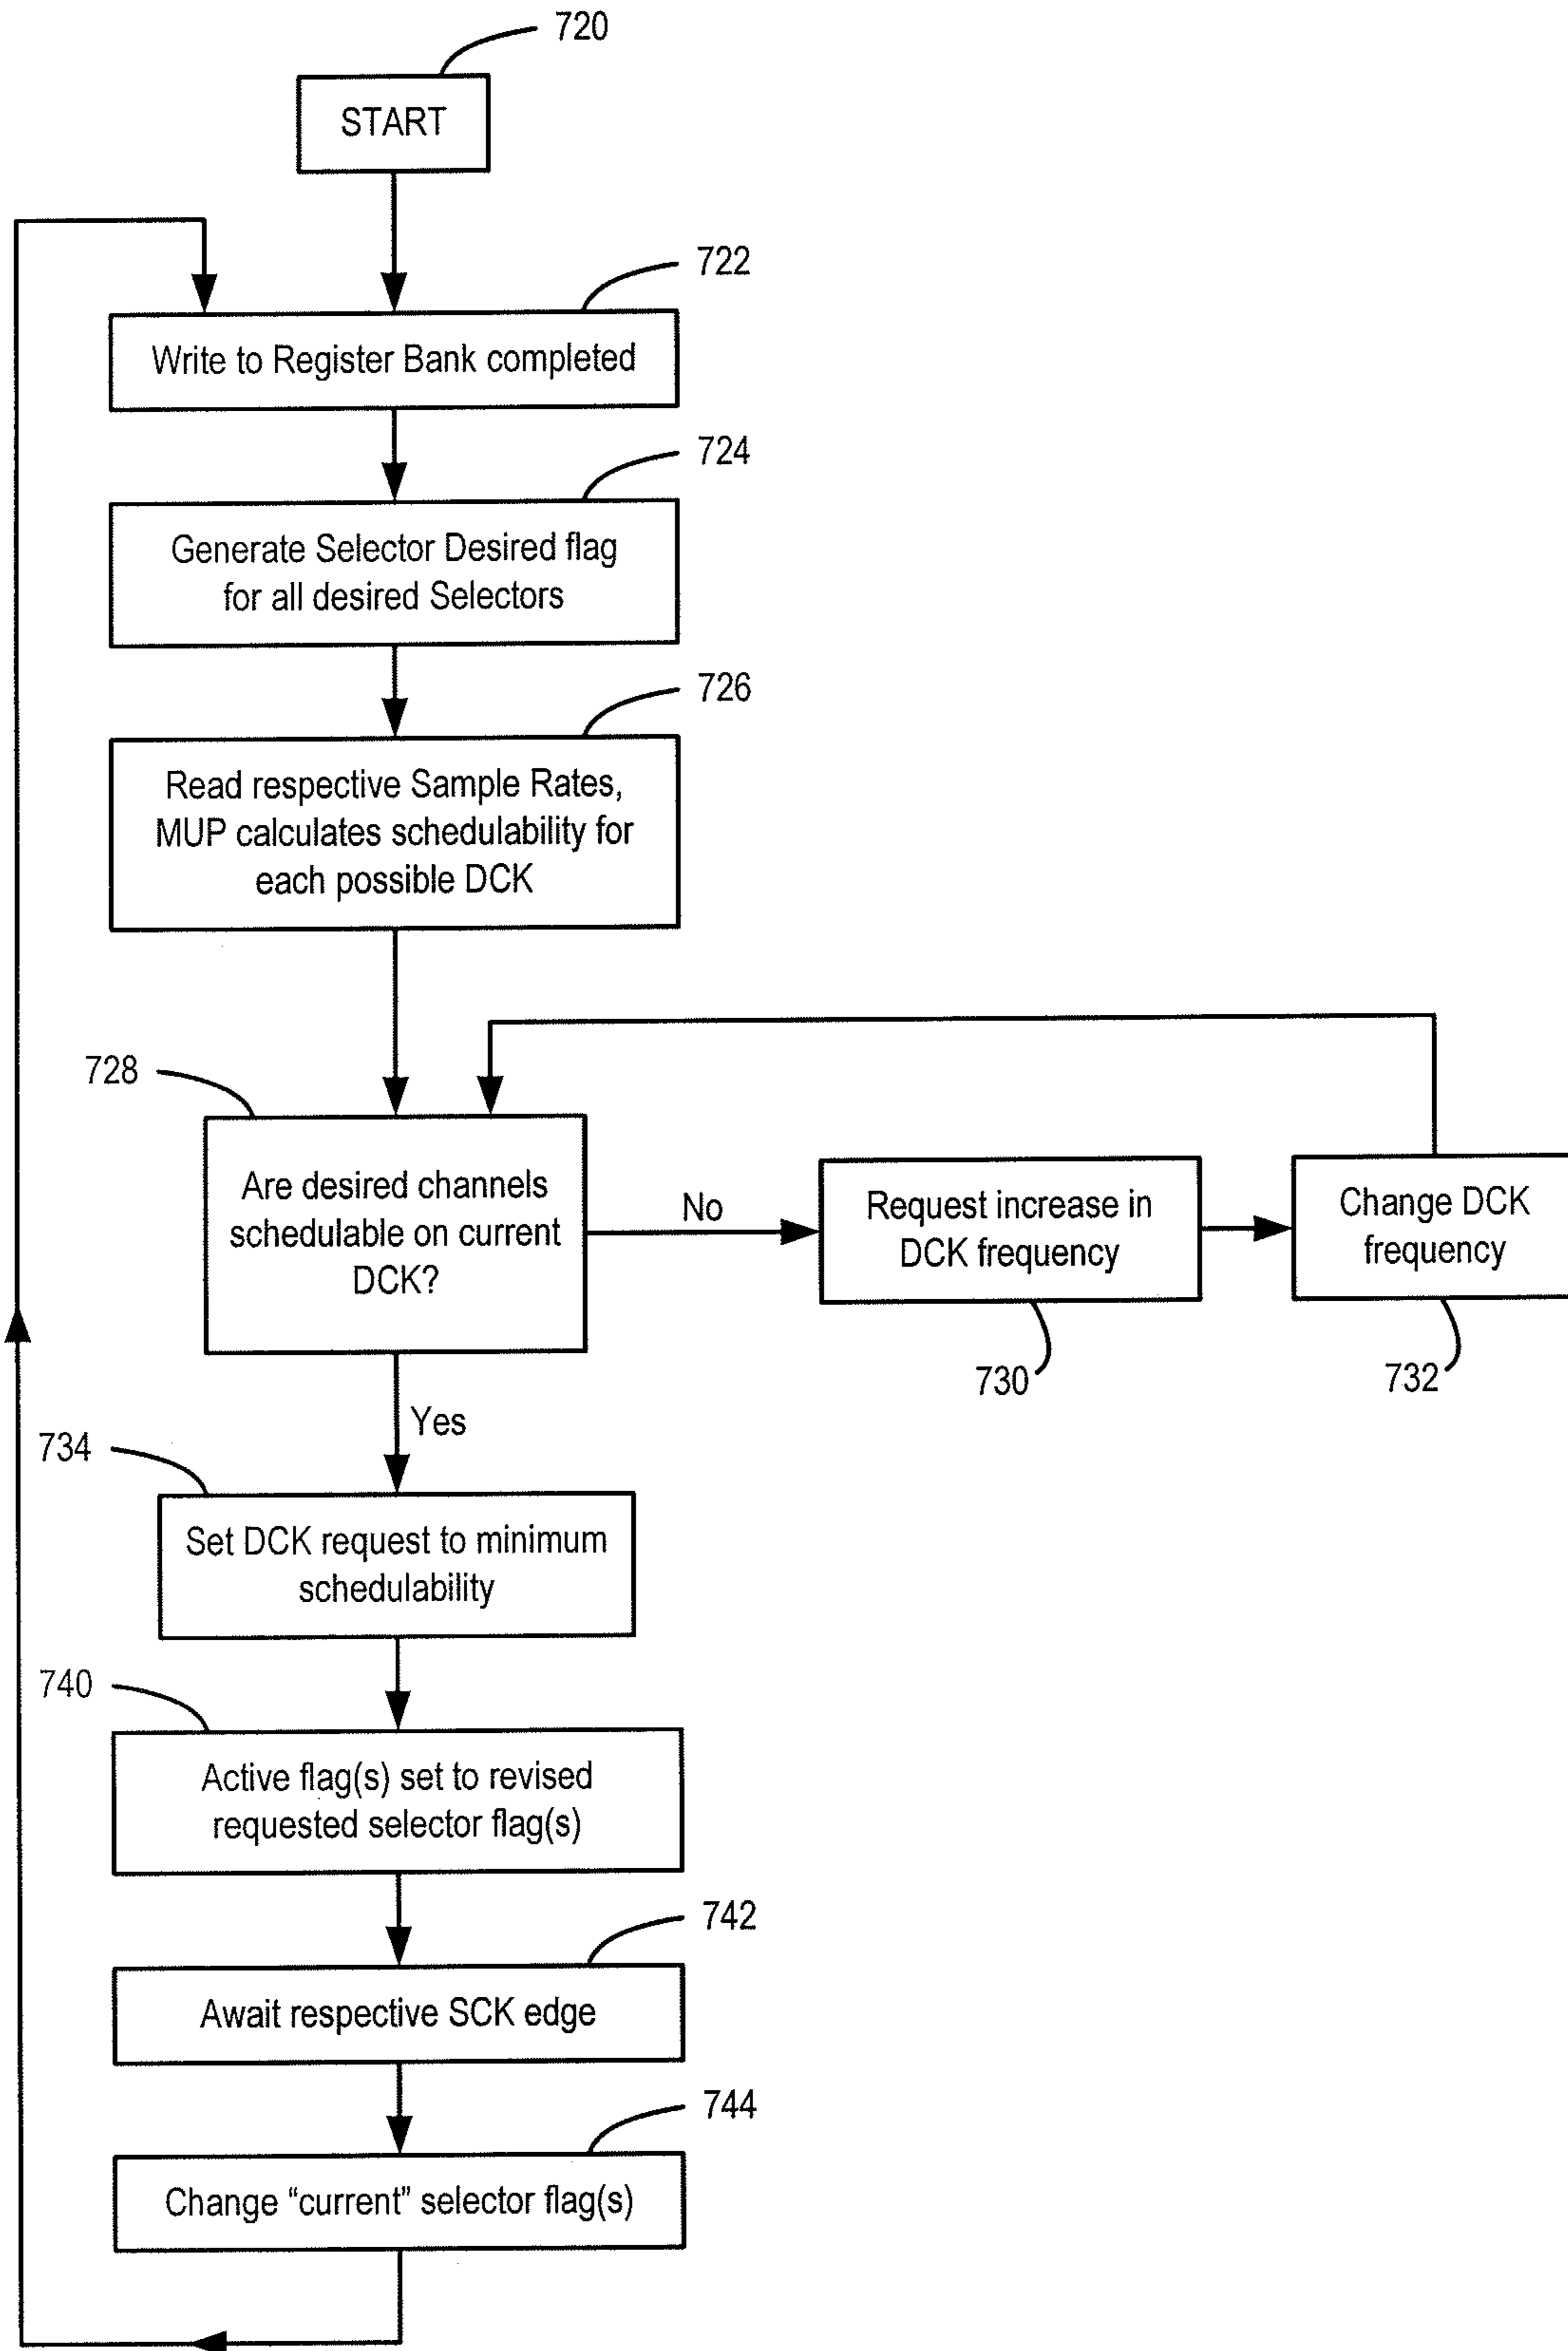 720
START
722
Write to Register Bank completed
724
Generate Selector Desired flag
for all desired Selectors
726
Read respective Sample Rates,
MUP calculates schedulability for
each possible DCK
728
Are desired channels
schedulable on current
DCK?
No
Request increase in
DCK frequency
730
Change DCK
frequency
732
Yes
734
Set DCK request to minimum
schedulability
740
Active flag(s) set to revised
requested selector flag(s)
742
Await respective SCK edge
744
Change “current” selector flag(s)